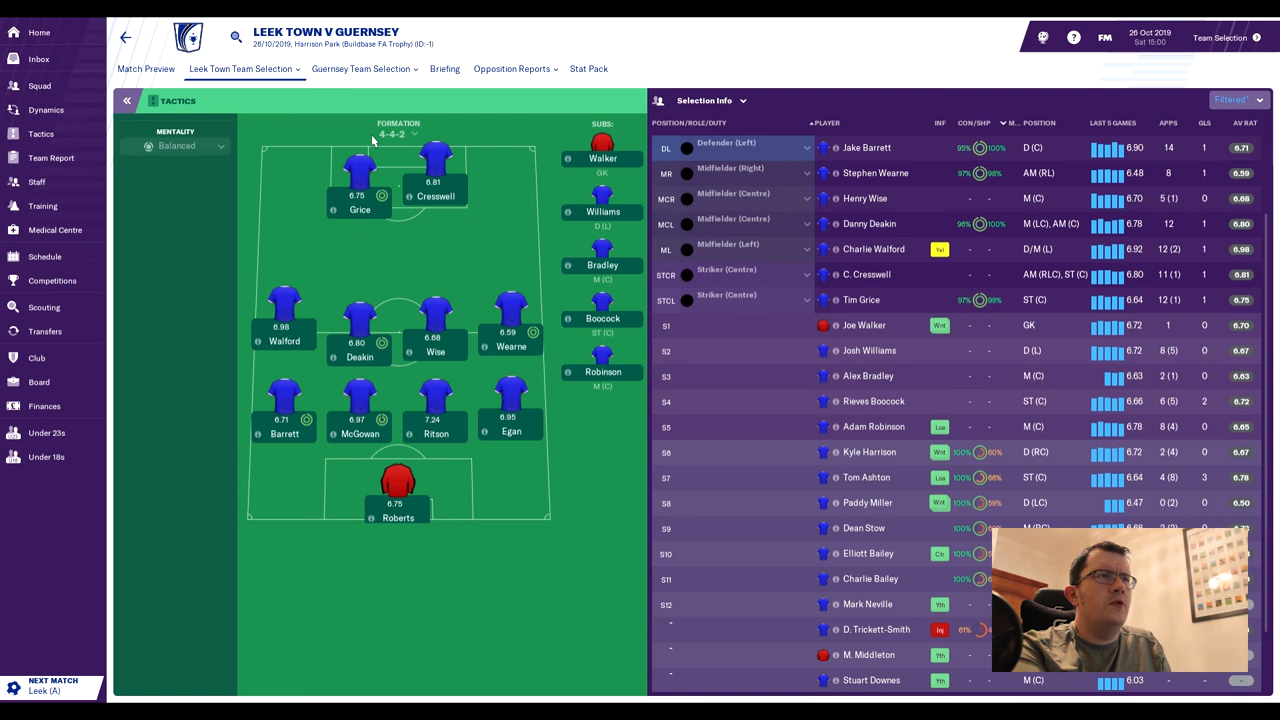 Home
Inbox
Squad
Dynamics
Tactics
Team Report
Staff
Training
Medical Centre
Schedule
Competitions
Scouting
Transfers
Club
Board
Finances
Under 23s
Under 18s
NEXT MATCH
Leek (A)
LEEK TOWN V GUERNSEY
26/10/2019, Harrison Park (Buildbase FA Trophy) (ID:-1)
FM
26 Oct 2019
Sat 15:00
Team Selection
Match Preview
Leek Town Team Selection
Guernsey Team Selection
Briefing
Opposition Reports
Stat Pack
TACTICS
MENTALITY
Balanced
FORMATION
4-4-2
6.75
Grice
6.81
Cresswell
6.98
Walford
6.80
Deakin
6.68
Wise
6.59
Wearne
6.71
Barrett
6.97
McGowan
7.24
Ritson
6.95
Egan
6.75
Roberts
SUBS:
Walker
GK
Williams
D (L)
Bradley
M (C)
Boocock
ST (C)
Robinson
M (C)
Selection Info
Filtered*
POSITION/ROLE/DUTY PLAYER INF CON/SHP M... POSITION LAST 5 GAMES APPS GLS AV RAT
DL Defender (Left) Jake Barrett 95% 100% D (C) 6.90 14 1 6.71
MR Midfielder (Right) Stephen Wearne 97% 98% AM (RL) 6.48 8 1 6.59
MCR Midfielder (Centre) Henry Wise - - M (C) 6.70 5 (1) 0 6.68
MCL Midfielder (Centre) Danny Deakin 96% 100% M (LC), AM (C) 6.78 12 1 6.80
ML Midfielder (Left) Charlie Walford Yel - - D/M (L) 6.92 12 (2) 1 6.98
STCR Striker (Centre) C. Cresswell - - AM (RLC), ST (C) 6.80 11 (1) 1 6.81
STCL Striker (Centre) Tim Grice 97% 99% ST (C) 6.64 12 (1) 1 6.75
S1 Joe Walker Wnt - - GK 6.72 1 0 6.70
S2 Josh Williams - - D (L) 6.72 8 (5) 0 6.67
S3 Alex Bradley - - M (C) 6.63 2 (1) 0 6.63
S4 Rieves Boocock - - ST (C) 6.66 6 (5) 2 6.72
S5 Adam Robinson Loa - - M (C) 6.78 8 (4) 0 6.65
S6 Kyle Harrison Wnt 100% 60% D (RC) 6.72 2 (4) 0 6.67
S7 Tom Ashton Loa 100% 66% ST (C) 6.64 4 (8) 3 6.78
S8 Paddy Miller Wnt 100% 59% D (LC) 6.47 0 (2) 0 6.50
S9 Dean Stow 100%
S10 Elliott Bailey Ctr 100%
S11 Charlie Bailey 100%
S12 Mark Neville Yth -
- D. Trickett-Smith Inj 61%
- M. Middleton Yth -
Stuart Downes Yth - - M (C) 6.03 - - -